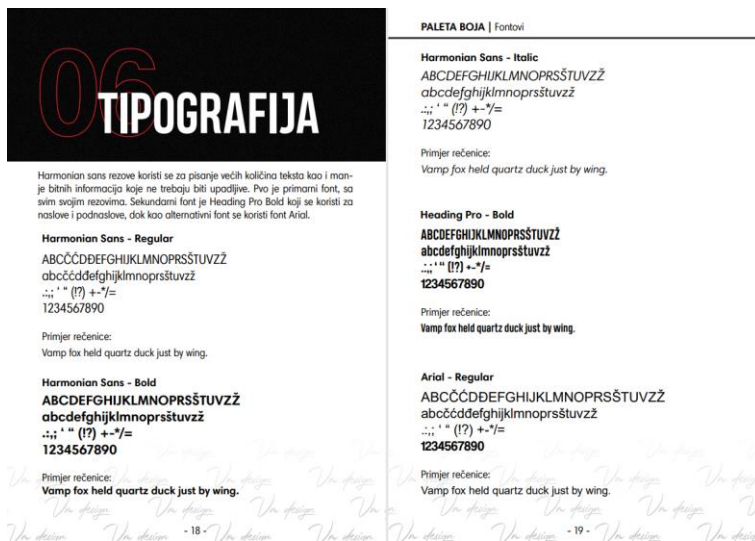 06
TIPOGRAFIJA
Harmonian sans rezove koristi se za pisanje većih količina teksta kao i man-
je bitnih informacija koje ne trebaju biti upadljive. Pvo je primarni font, sa
svim svojim rezovima. Sekundarni font je Heading Pro Bold koji se koristi za
naslove i podnaslove, dok kao alternativni font se koristi font Arial.
Harmonian Sans - Regular
ABCČĆDĐEFGHIJKLMNOPRSŠTUVZŽ
abcčćdđefghijklmnoprsštuvzž
.:,; ‘ “ (!?) +-*/=
1234567890
Primjer rečenice:
Vamp fox held quartz duck just by wing.
Harmonian Sans - Bold
ABCDEFGHIJKLMNOPRSŠTUVZŽ
abcdefghijklmnoprsštuvzž
.:,; ‘ “ (!?) +-*/=
1234567890
Primjer rečenice:
Vamp fox held quartz duck just by wing.
- 18 -
PALETA BOJA | Fontovi
Harmonian Sans - Italic
ABCDEFGHIJKLMNOPRSŠTUVZŽ
abcdefghijklmnoprsštuvzž
.:,; ‘ “ (!?) +-*/=
1234567890
Primjer rečenice:
Vamp fox held quartz duck just by wing.
Heading Pro - Bold
ABCDEFGHIJKLMNOPRSŠTUVZŽ
abcdefghijklmnoprsštuvzž
.:,; ‘ “ (!?) +-*/=
1234567890
Primjer rečenice:
Vamp fox held quartz duck just by wing.
Arial - Regular
ABCČĆDĐEFGHIJKLMNOPRSŠTUVZŽ
abcčćdđefghijklmnoprsštuvzž
.:,; ‘ “ (!?) +-*/=
1234567890
Primjer rečenice:
Vamp fox held quartz duck just by wing.
- 19 -